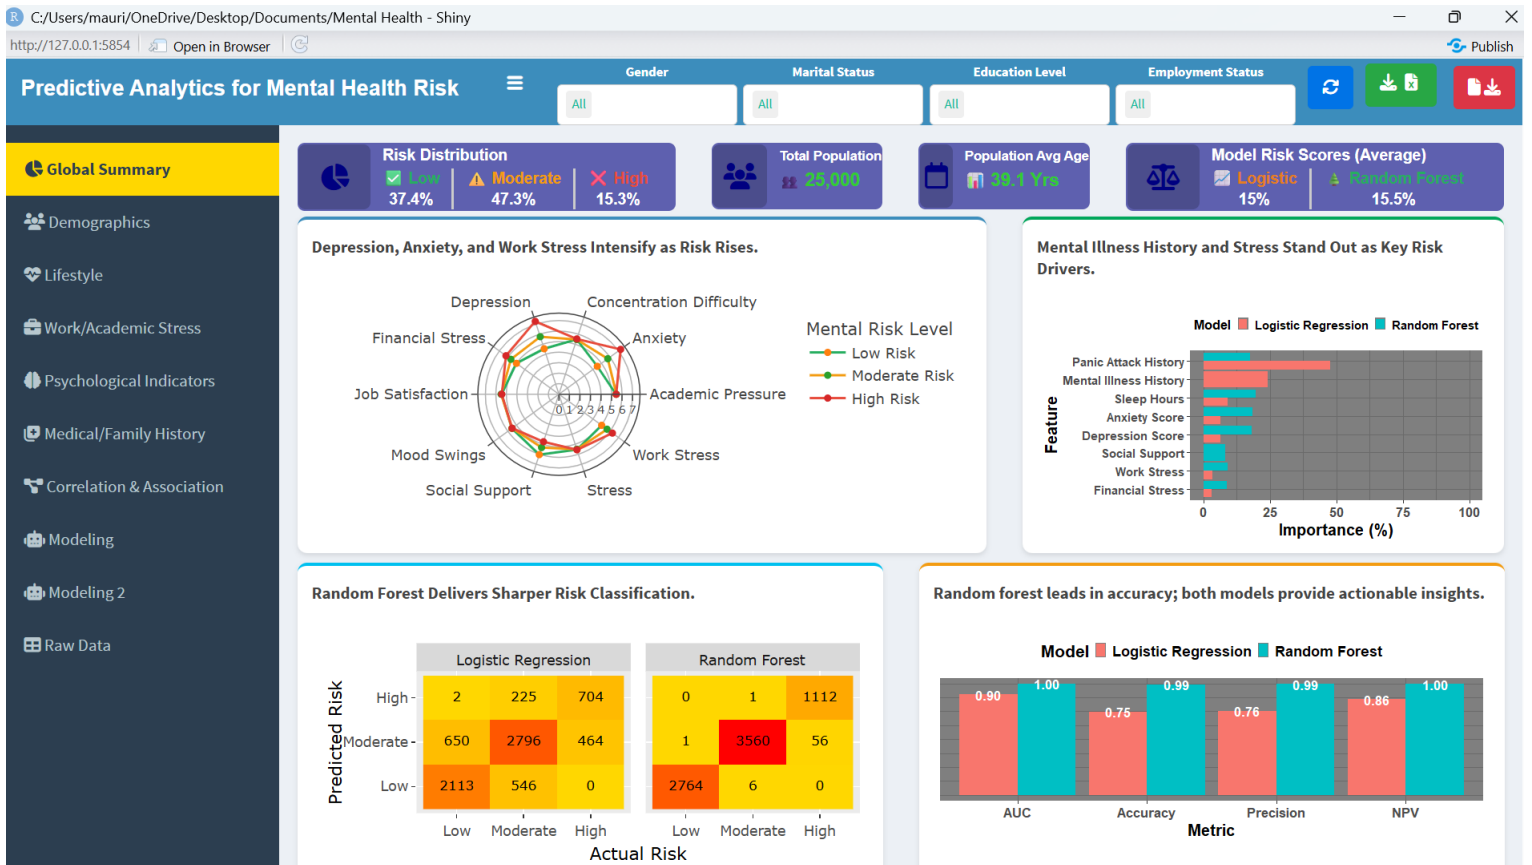 C:/Users/mauri/OneDrive/Desktop/Documents/Mental Health - Shiny
http://127.0.0.1:5854
Open in Browser
Publish
Predictive Analytics for Mental Health Risk
Gender
Marital Status
Education Level
Employment Status
All
All
All
All
Global Summary
Demographics
Lifestyle
Work/Academic Stress
Psychological Indicators
Medical/Family History
Correlation & Association
Modeling
Modeling 2
Raw Data
Risk Distribution
Low
37.4%
Moderate
47.3%
High
15.3%
Total Population
25,000
Population Avg Age
39.1 Yrs
Model Risk Scores (Average)
Logistic
15%
Random Forest
15.5%
Depression, Anxiety, and Work Stress Intensify as Risk Rises.
Depression
Concentration Difficulty
Financial Stress
Anxiety
Job Satisfaction
Academic Pressure
0 1 2 3 4 5 6 7
Mood Swings
Work Stress
Social Support
Stress
Mental Risk Level
Low Risk
Moderate Risk
High Risk
Mental Illness History and Stress Stand Out as Key Risk
Drivers.
Model Logistic Regression Random Forest
Feature
Panic Attack History
Mental Illness History
Sleep Hours
Anxiety Score
Depression Score
Social Support
Work Stress
Financial Stress
0 25 50 75 100
Importance (%)
Random Forest Delivers Sharper Risk Classification.
Logistic Regression
Random Forest
Predicted Risk
High 2 225 704 0 1 1112
Moderate 650 2796 464 1 3560 56
Low 2113 546 0 2764 6 0
Low Moderate High Low Moderate High
Actual Risk
Random forest leads in accuracy; both models provide actionable insights.
Model Logistic Regression Random Forest
0.90 1.00 0.75 0.99 0.76 0.99 0.86 1.00
AUC Accuracy Precision NPV
Metric